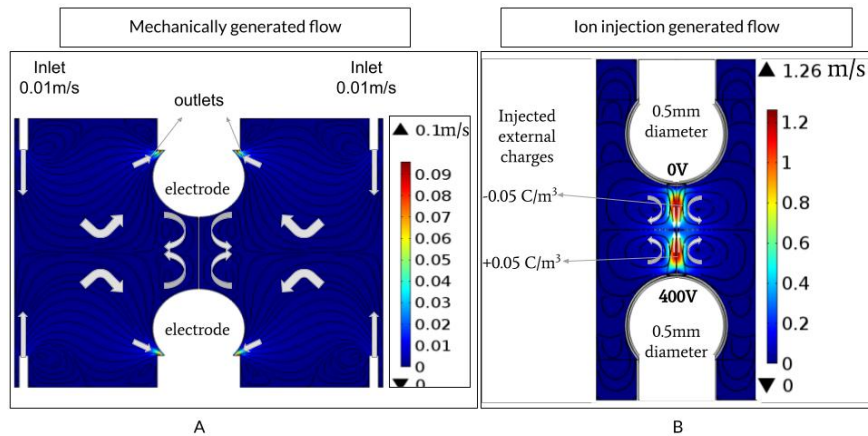 Mechanically generated flow
Inlet
0.01m/s
Inlet
0.01m/s
outlets
electrode
electrode
▲ 0.1m/s
0.09
0.08
0.07
0.06
0.05
0.04
0.03
0.02
0.01
0
▼ 0
A
Ion injection generated flow
Injected
external
charges
-0.05 C/m³
+0.05 C/m³
0.5mm
diameter
0V
400V
0.5mm
diameter
▲ 1.26 m/s
1.2
1
0.8
0.6
0.4
0.2
0
▼ 0
B